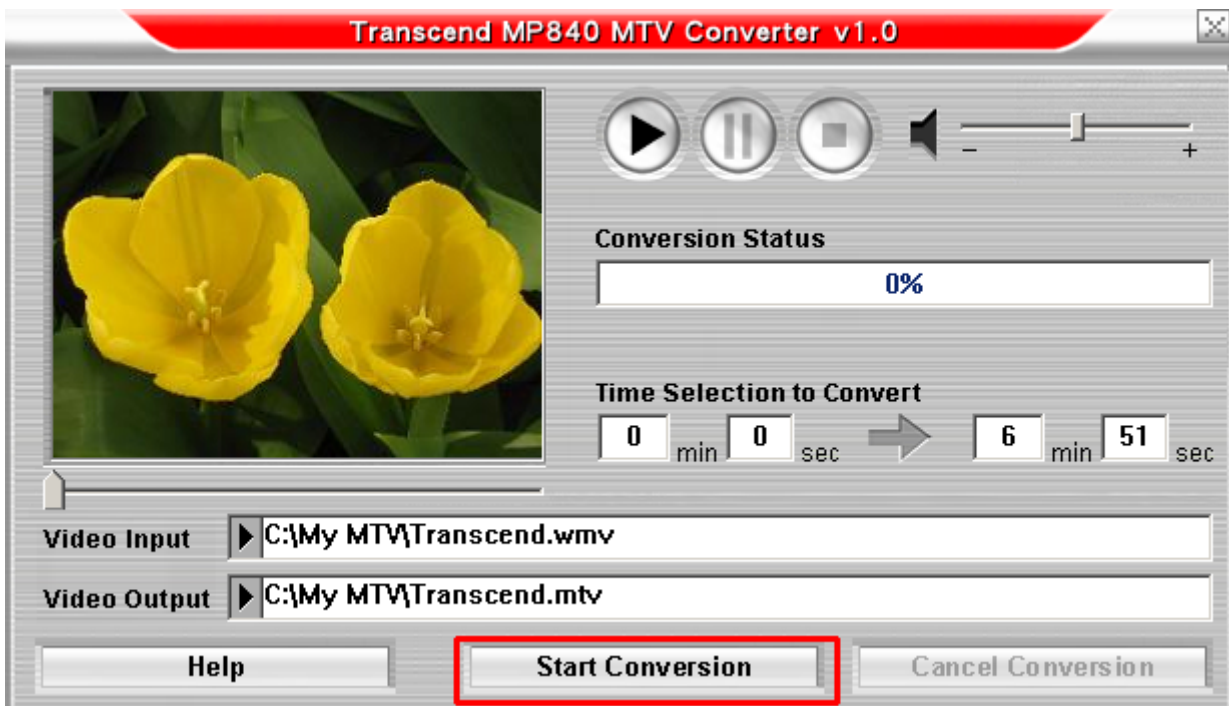 Transcend MP840 MTV Converter v1.0
- +
Conversion Status
0%
Time Selection to Convert
0 min 0 sec 6 min 51 sec
Video Input C:\My MTV\Transcend.wmv
Video Output C:\My MTV\Transcend.mtv
Help Start Conversion Cancel Conversion